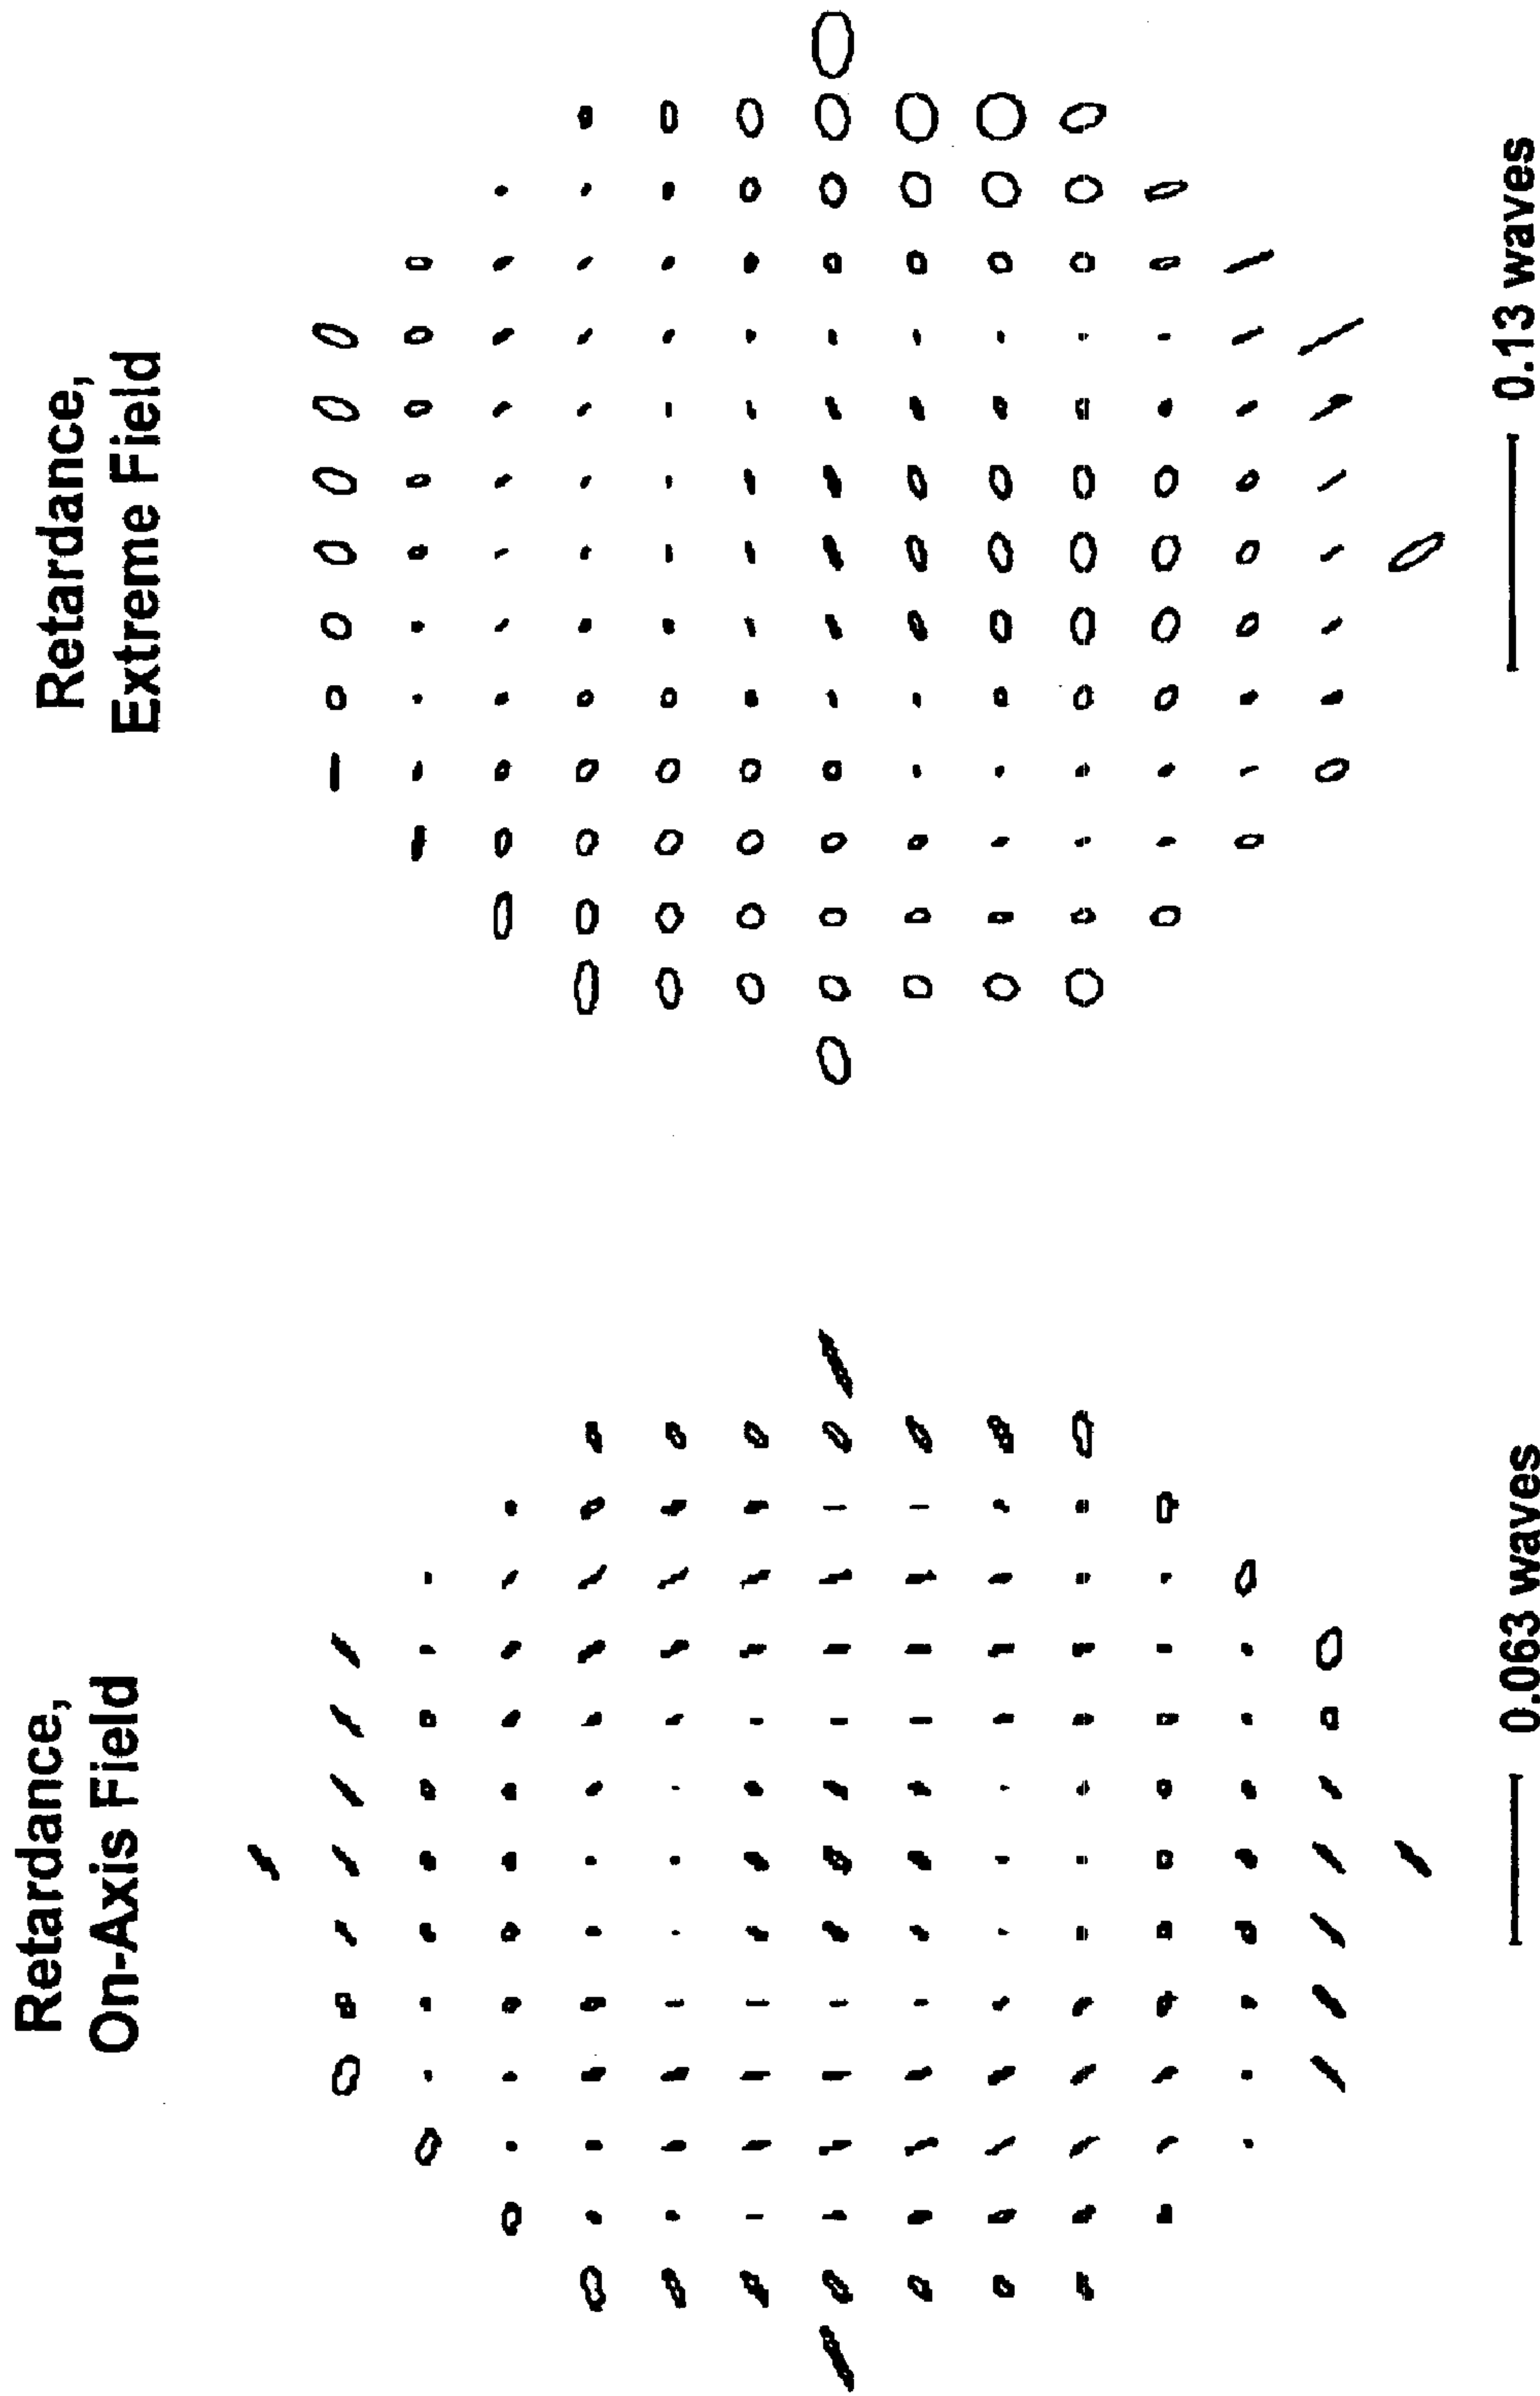 Retardance,
On-Axis Field
0.063 waves
Retardance,
Extreme Field
0.13 waves